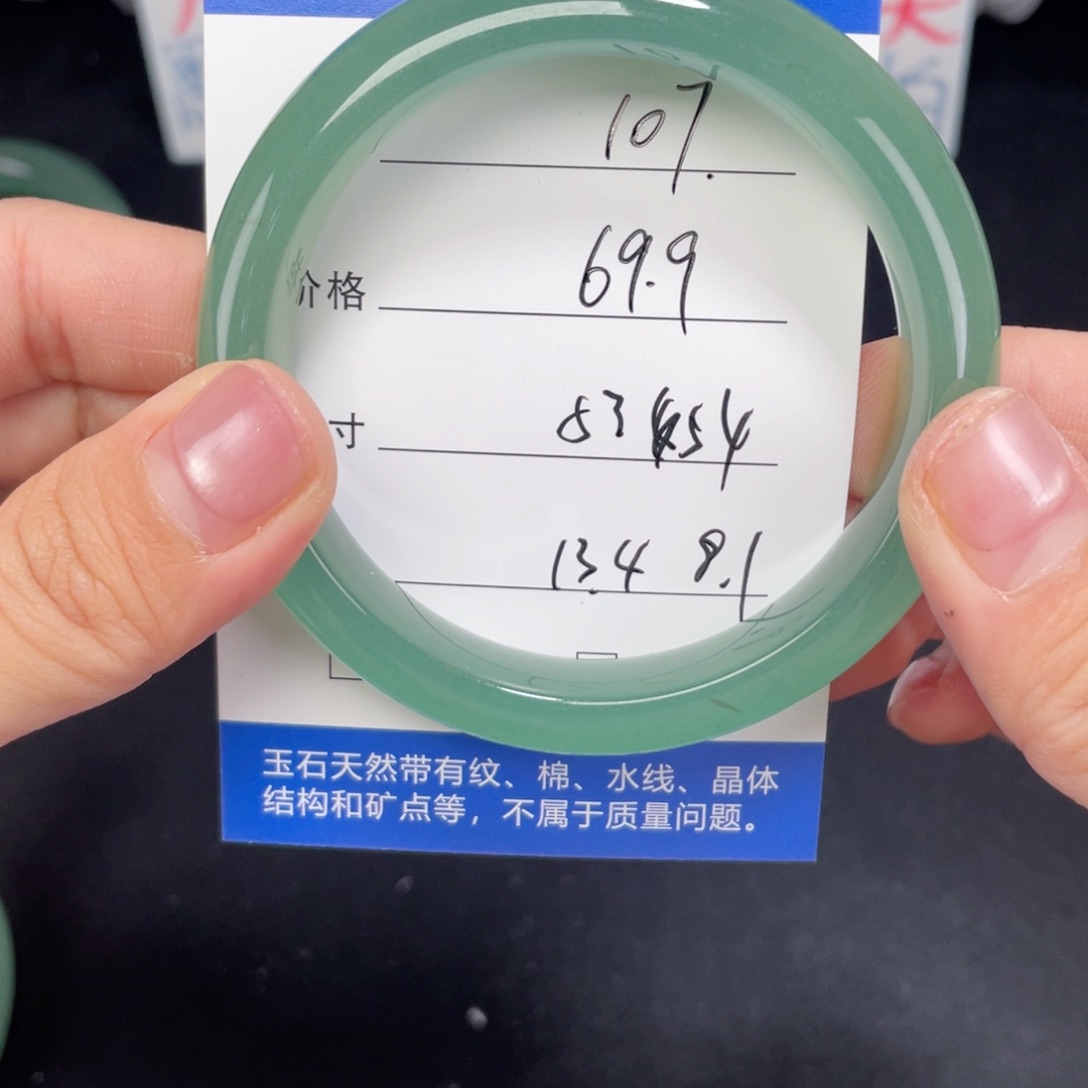 107.
价格 69.9
寸 53 54
13.4 8.1
玉石天然带有纹、棉、水线、晶体
结构和矿点等，不属于质量问题。